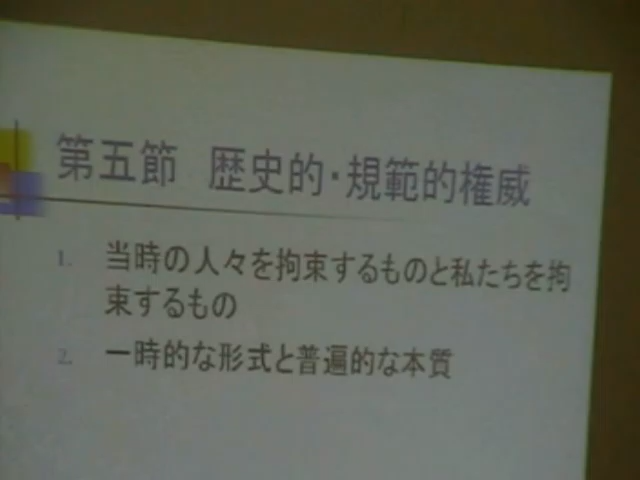 第五節 歴史的・規範的権威
1. 当時の人々を拘束するものと私たちを拘
束するもの
2. 一時的な形式と普遍的な本質